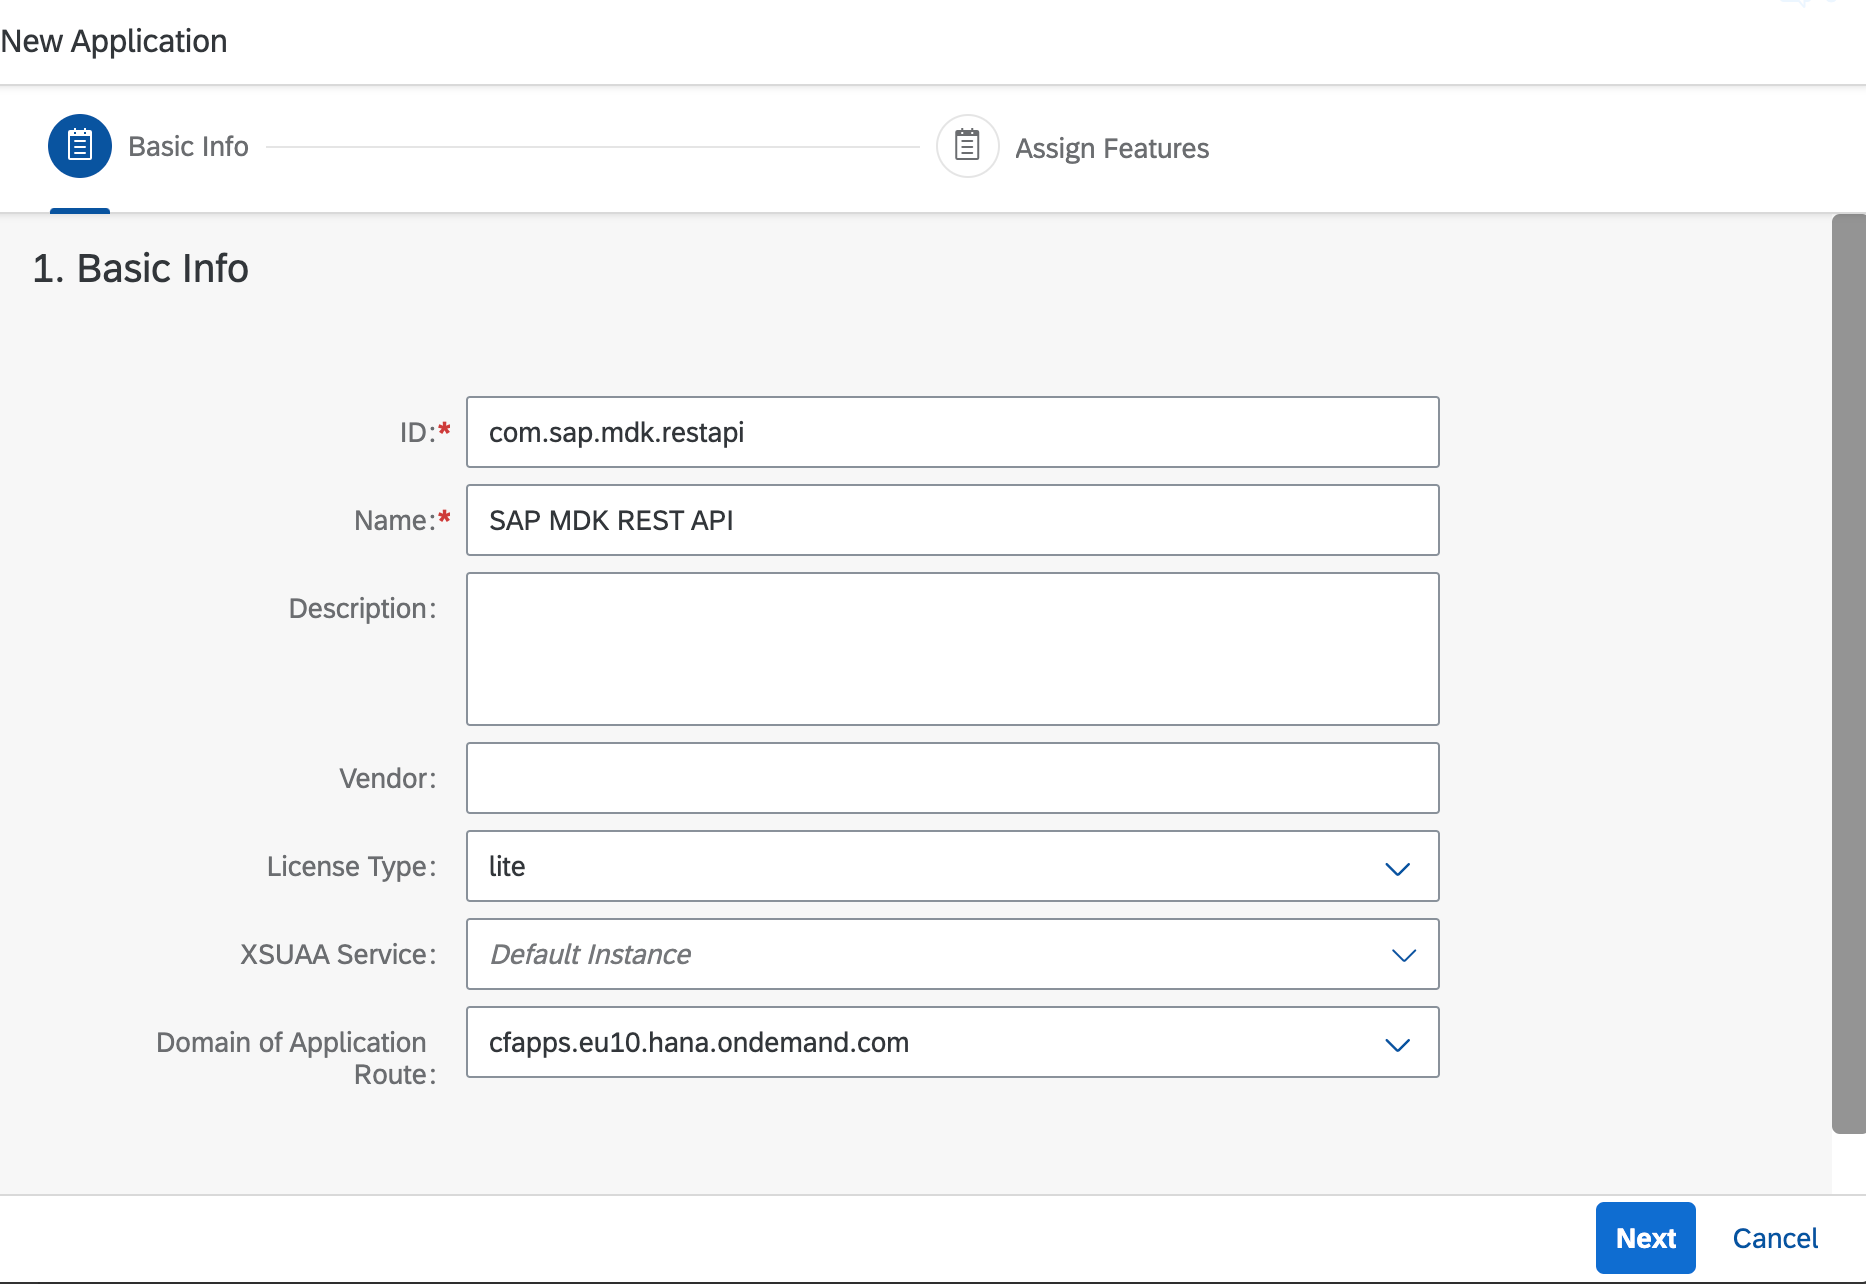 New Application
Basic Info
Assign Features
1. Basic Info
ID:*
com.sap.mdk.restapi
Name:*
SAP MDK REST API
Description:
Vendor:
License Type:
lite
XSUAA Service:
Default Instance
Domain of Application
Route:
cfapps.eu10.hana.ondemand.com
Next
Cancel